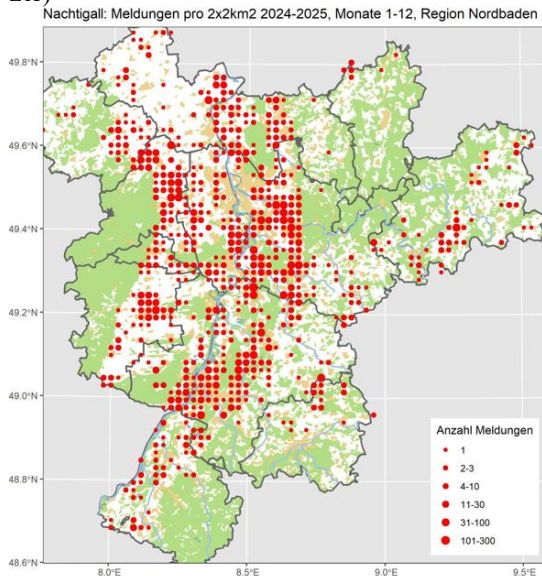 Nachtigall: Meldungen pro 2x2km2 2024-2025, Monate 1-12, Region Nordbaden
49.8°N
49.6°N
49.4°N
49.2°N
49.0°N
48.8°N
48.6°N
Anzahl Meldungen
1
2-3
4-10
11-30
31-100
101-300
8.0°E
8.5°E
9.0°E
9.5°E